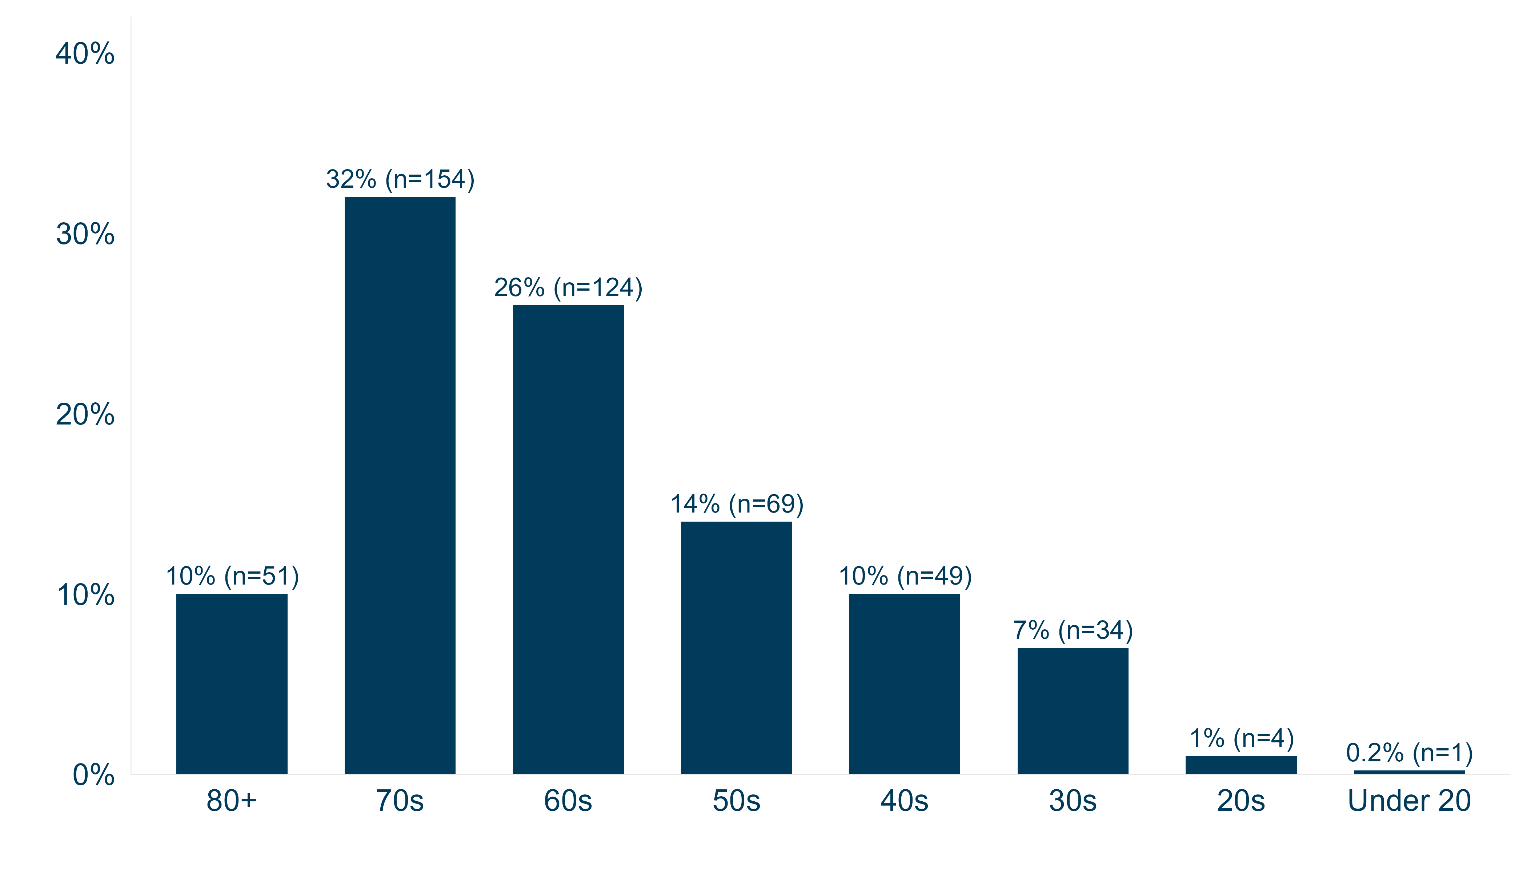 40%
32% (n=154)
30%
26% (n=124)
20%
14% (n=69)
10% (n=51)
10% (n=49)
10%
7% (n=34)
1% (n=4)
0.2% (n=1)
0%
80+ 70s 60s 50s 40s 30s 20s Under 20